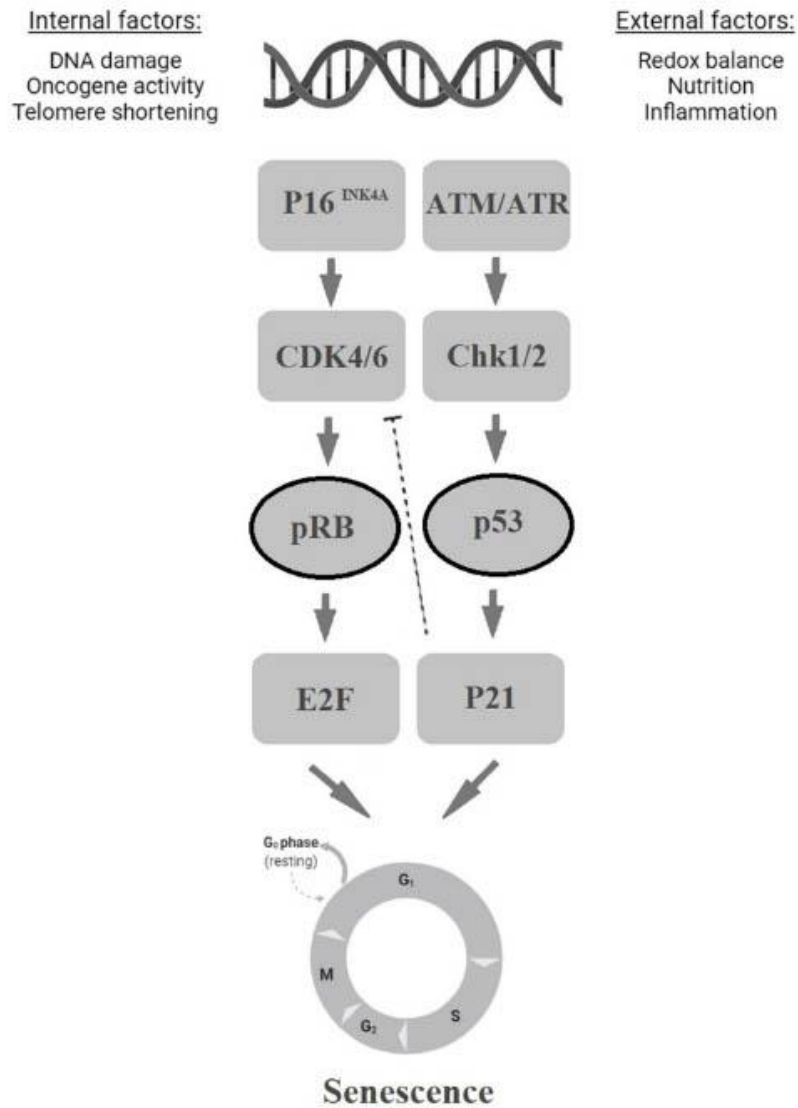 Internal factors:
DNA damage
Oncogene activity
Telomere shortening
External factors:
Redox balance
Nutrition
Inflammation
P16 INK4A
ATM/ATR
CDK4/6
Chk1/2
pRB
p53
E2F
P21
G₀ phase
(resting)
G₁
M
G₂
S
Senescence